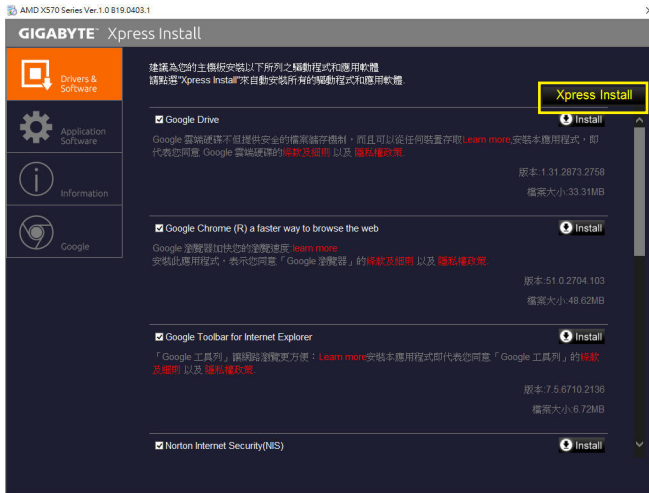 AMD X570 Series Ver.1.0 B19.0403.1
GIGABYTE™ Xpress Install
Drivers &
Software
Application
Software
Information
Google
建議為您的主機板安裝以下所列之驅動程式和應用軟體
請點選"Xpress Install"來自動安裝所有的驅動程式和應用軟體.
Xpress Install
Google Drive
Install
Google 雲端硬碟不但提供安全的檔案儲存機制，而且可以從任何裝置存取Learn more,安裝本應用程式，即
代表您同意 Google 雲端硬碟的條款及細則 以及 隱私權政策.
版本:1.31.2873.2758
檔案大小:33.31MB
Google Chrome (R) a faster way to browse the web
Install
Google 瀏覽器加快您的瀏覽速度:learn more
安裝此應用程式，表示您同意「Google 瀏覽器」的條款及細則 以及 隱私權政策.
版本:51.0.2704.103
檔案大小:48.62MB
Google Toolbar for Internet Explorer
Install
「Google 工具列」讓網路瀏覽更方便：Learn more安裝本應用程式即代表您同意「Google 工具列」的條款
及細則 以及 隱私權政策.
版本:7.5.6710.2136
檔案大小:6.72MB
Norton Internet Security(NIS)
Install